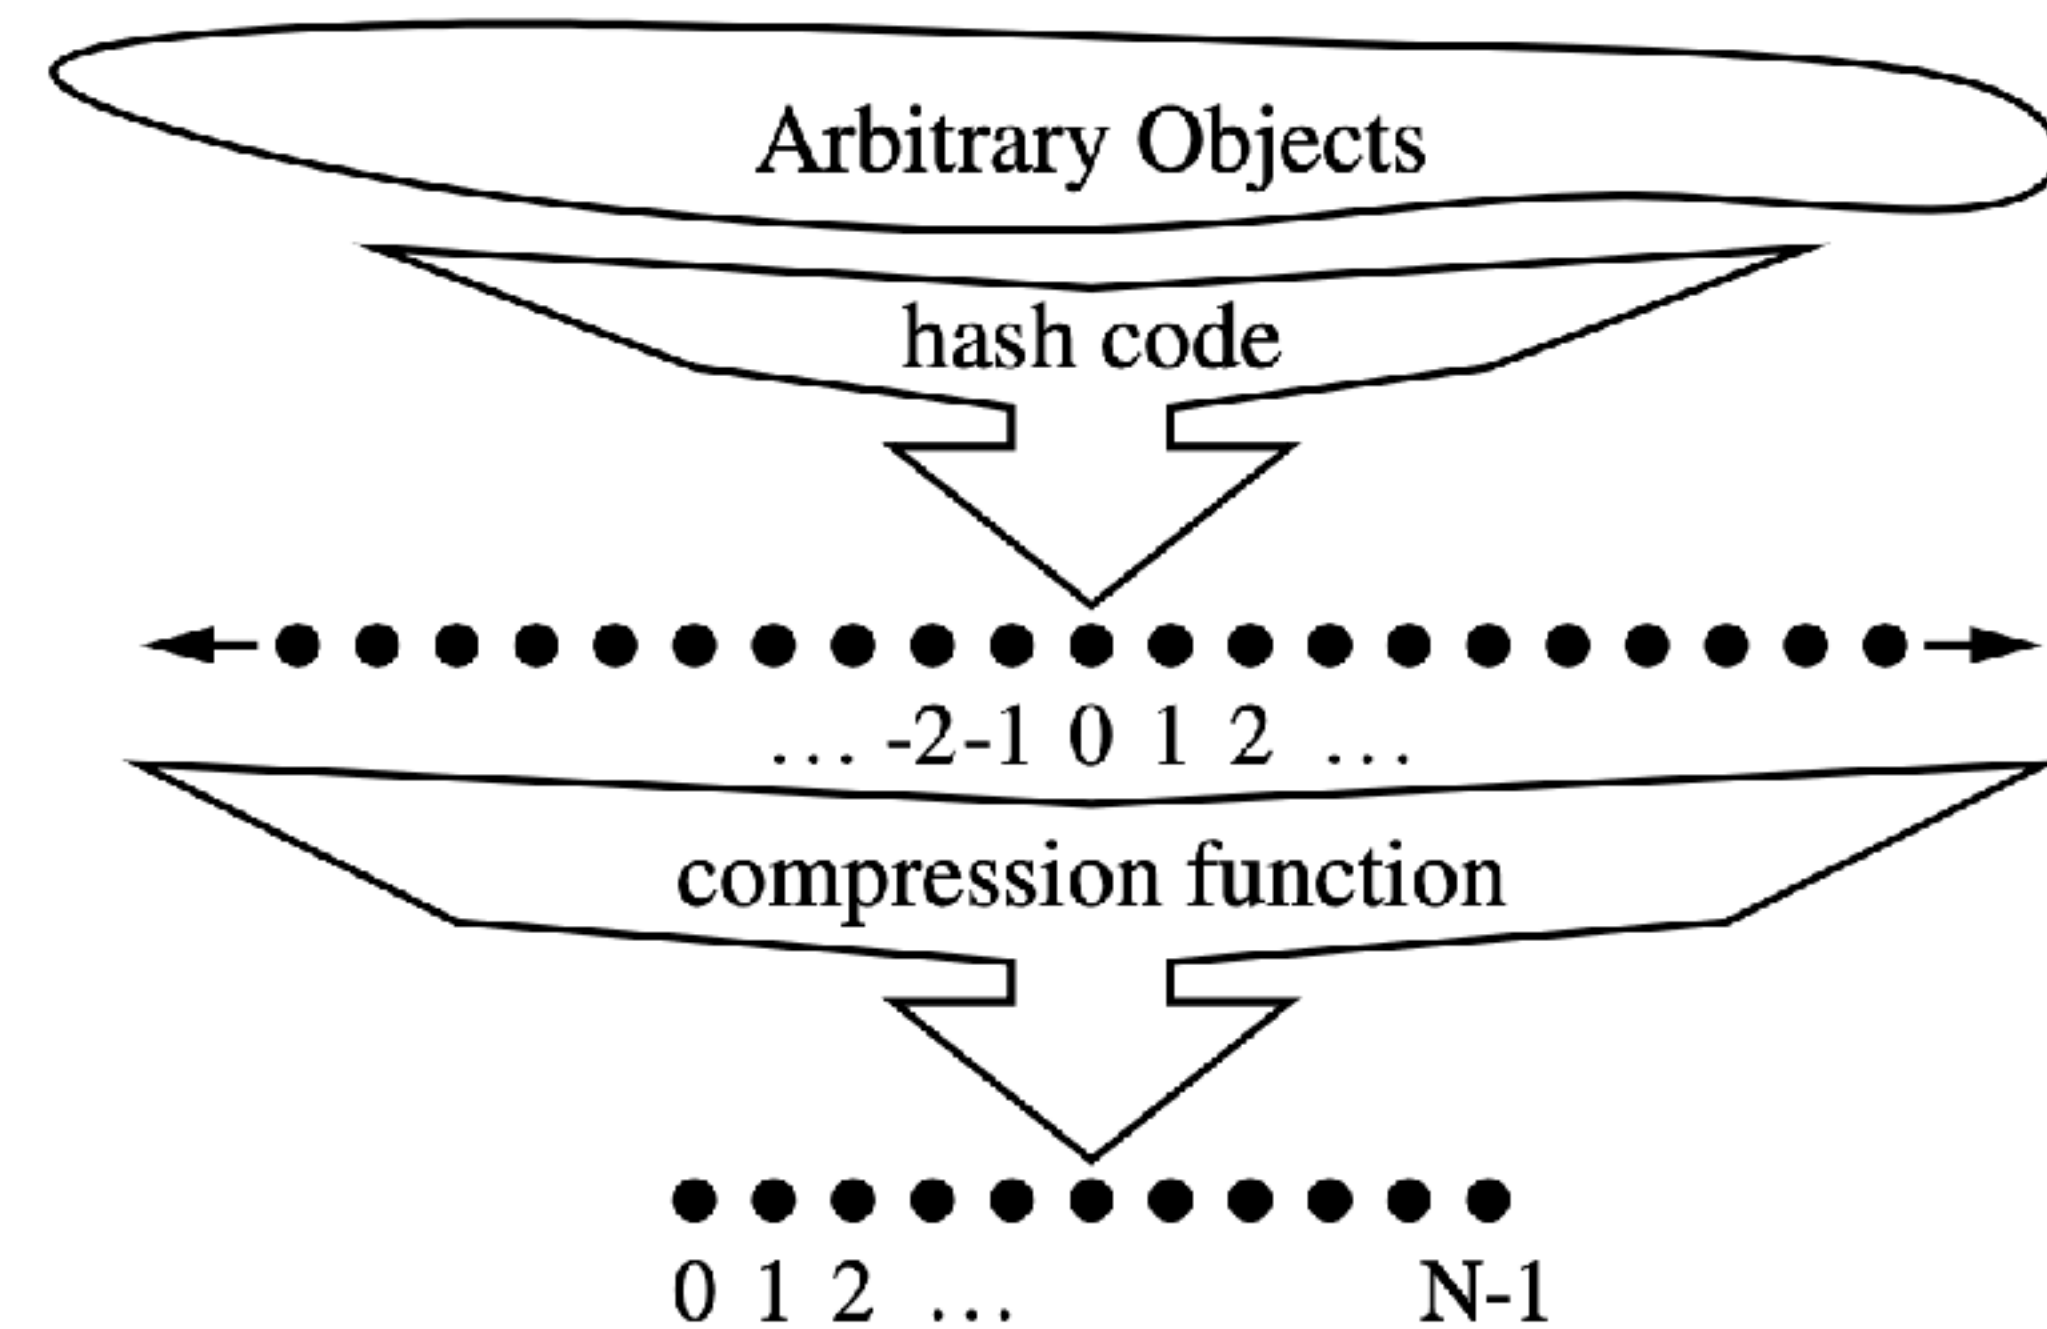 Arbitrary Objects
hash code
... -2 -1 0 1 2 ...
compression function
0 1 2 ... N-1